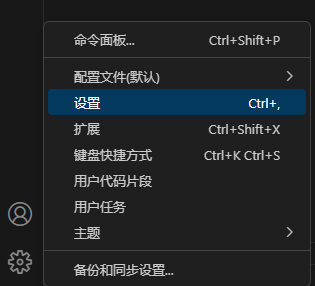 命令面板... Ctrl+Shift+P
配置文件(默认)
设置 Ctrl+,
扩展 Ctrl+Shift+X
键盘快捷方式 Ctrl+K Ctrl+S
用户代码片段
用户任务
主题
备份和同步设置...